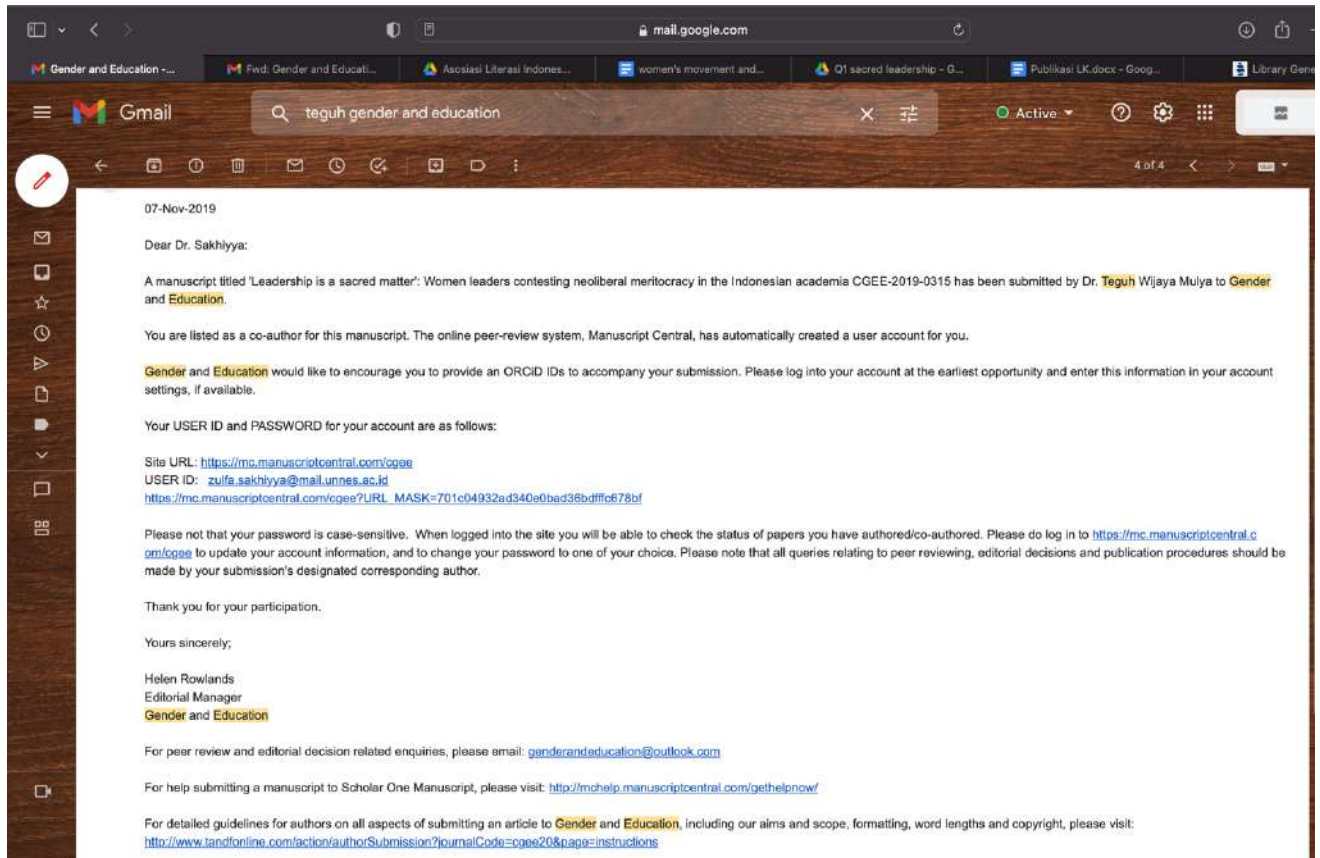 mail.google.com
Gender and Education -...
Fwd: Gender and Educati...
Asosiasi Literasi Indones...
women's movement and...
Q1 sacred leadership - G...
Publikasi LK.docx - Goog...
Library Gene
Gmail
teguh gender and education
Active
4 of 4
07-Nov-2019
Dear Dr. Sakhiyya:
A manuscript titled 'Leadership is a sacred matter': Women leaders contesting neoliberal meritocracy in the Indonesian academia CGEE-2019-0315 has been submitted by Dr. Teguh Wijaya Mulya to Gender
and Education.
You are listed as a co-author for this manuscript. The online peer-review system, Manuscript Central, has automatically created a user account for you.
Gender and Education would like to encourage you to provide an ORCiD IDs to accompany your submission. Please log into your account at the earliest opportunity and enter this information in your account
settings, if available.
Your USER ID and PASSWORD for your account are as follows:
Site URL: https://mc.manuscriptcentral.com/cgee
USER ID: zulfa.sakhiyya@mail.unnes.ac.id
https://mc.manuscriptcentral.com/cgee?URL_MASK=701c04932ad340e0bad36bdfffc678bf
Please not that your password is case-sensitive. When logged into the site you will be able to check the status of papers you have authored/co-authored. Please do log in to https://mc.manuscriptcentral.c
om/cgee to update your account information, and to change your password to one of your choice. Please note that all queries relating to peer reviewing, editorial decisions and publication procedures should be
made by your submission's designated corresponding author.
Thank you for your participation.
Yours sincerely;
Helen Rowlands
Editorial Manager
Gender and Education
For peer review and editorial decision related enquiries, please email: genderandeducation@outlook.com
For help submitting a manuscript to Scholar One Manuscript, please visit: http://mchelp.manuscriptcentral.com/gethelpnow/
For detailed guidelines for authors on all aspects of submitting an article to Gender and Education, including our aims and scope, formatting, word lengths and copyright, please visit:
http://www.tandfonline.com/action/authorSubmission?journalCode=cgee20&page=instructions